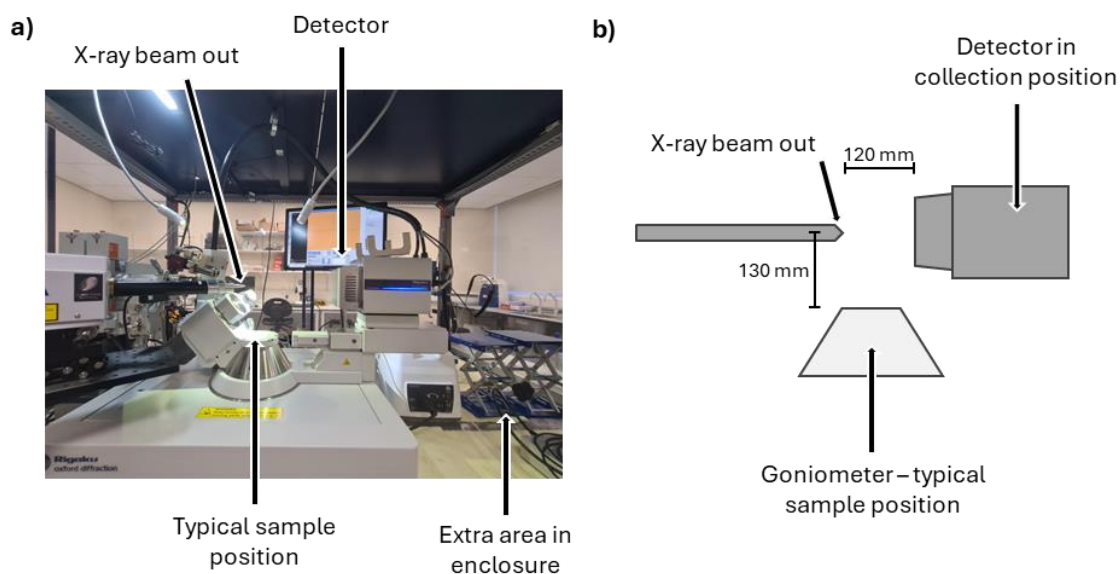 a)
Detector
X-ray beam out
Rigaku
oxford diffraction
Typical sample
position
Extra area in
enclosure
b)
Detector in
collection position
X-ray beam out
120 mm
130 mm
Goniometer – typical
sample position